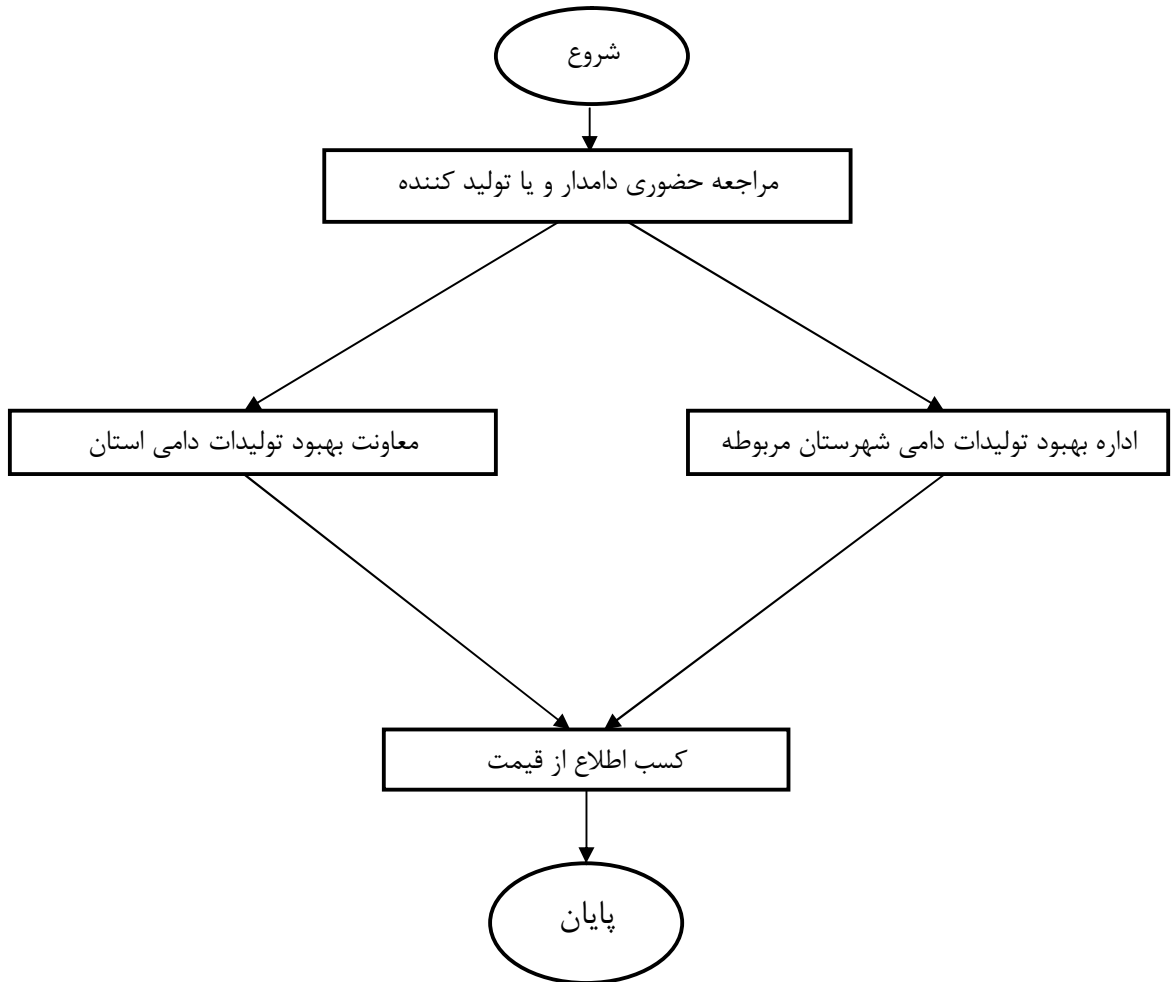 شروع
مراجعه حضوری دامدار و یا تولید کننده
اداره بهبود تولیدات دامی شهرستان مربوطه
معاونت بهبود تولیدات دامی استان
کسب اطلاع از قیمت
پایان